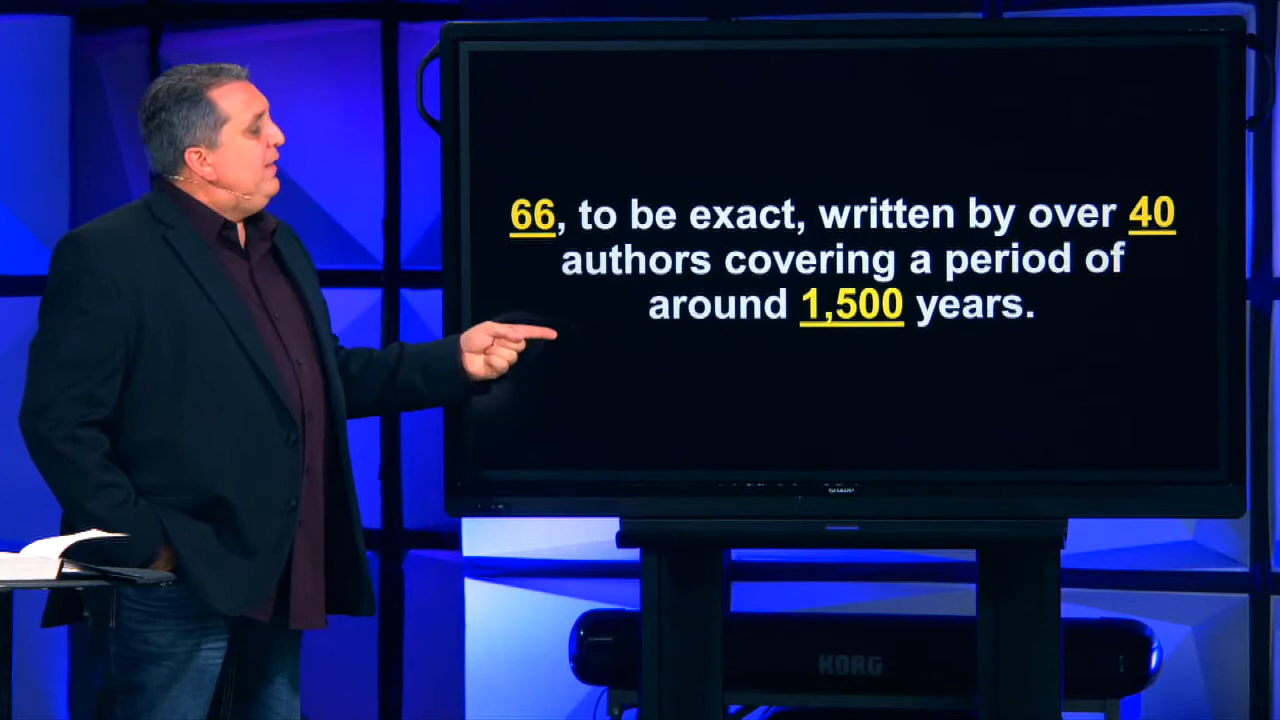 66, to be exact, written by over 40
authors covering a period of
around 1,500 years.
SHARP
KORG